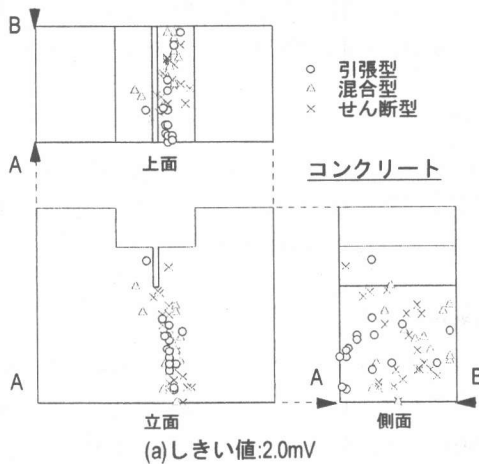 B
○ 引張型
△ 混合型
× せん断型
A
上面
コンクリート
A
A
B
立面
側面
(a)しきい値:2.0mV